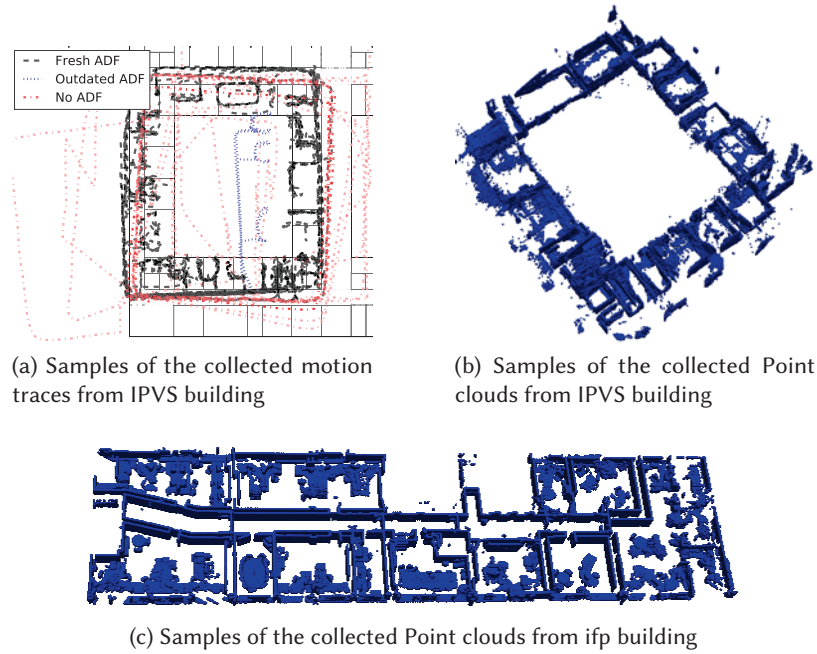 Fresh ADF
Outdated ADF
No ADF
(a) Samples of the collected motion
traces from IPVS building
(b) Samples of the collected Point
clouds from IPVS building
(c) Samples of the collected Point clouds from ifp building